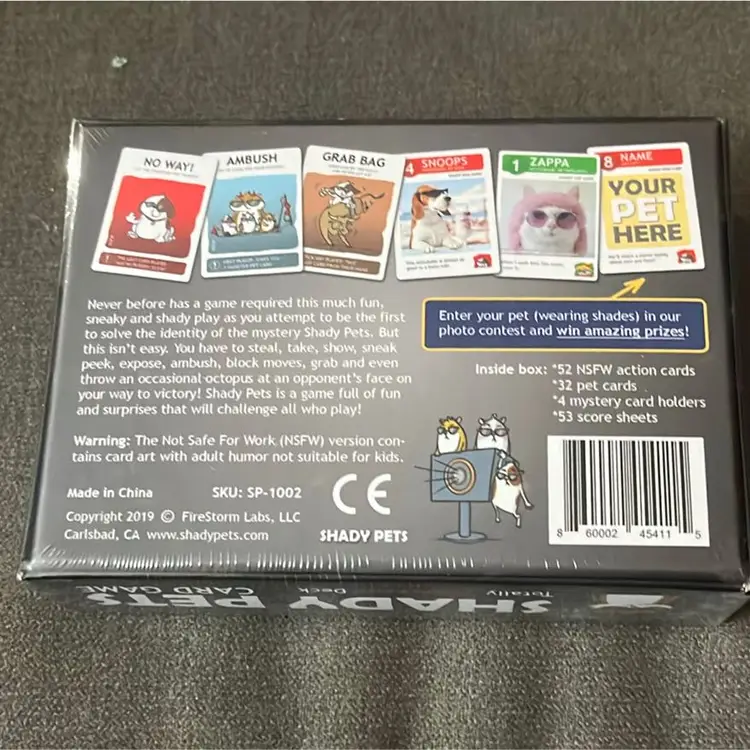 NO WAY!
AMBUSH
GRAB BAG
4 SNOOPS
1 ZAPPA
8 NAME
YOUR
PET
HERE
Never before has a game required this much fun,
sneaky and shady play as you attempt to be the first
to solve the identity of the mystery Shady Pets. But
this isn't easy. You have to steal, take, show, sneak
peek, expose, ambush, block moves, grab and even
throw an occasional octopus at an opponent's face on
your way to victory! Shady Pets is a game full of fun
and surprises that will challenge all who play!
Enter your pet (wearing shades) in our
photo contest and win amazing prizes!
Inside box: *52 NSFW action cards
*32 pet cards
*4 mystery card holders
*53 score sheets
Warning: The Not Safe For Work (NSFW) version con-
tains card art with adult humor not suitable for kids.
Made in China SKU: SP-1002
CE
Copyright 2019 © FireStorm Labs, LLC
Carlsbad, CA www.shadypets.com
SHADY PETS
8 60002 45411 5
Totally
SHADY PETS
Deck
CARD GAME